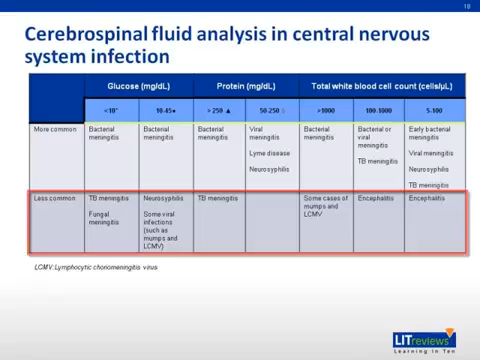 18
Cerebrospinal fluid analysis in central nervous
system infection
Glucose (mg/dL) Protein (mg/dL) Total white blood cell count (cells/μL)
<10* 10-45 > 250 50-250 >1000 100-1000 5-100
More common Bacterial meningitis Bacterial meningitis Bacterial meningitis Viral meningitis Lyme disease Neurosyphilis Bacterial meningitis Bacterial or viral meningitis TB meningitis Early bacterial meningitis Viral meningitis Neurosyphilis TB meningitis
Less common TB meningitis Fungal meningitis Neurosyphilis Some viral infections (such as mumps and LCMV) TB meningitis Some cases of mumps and LCMV Encephalitis Encephalitis
LCMV:Lymphocytic choriomeningitis virus
LITreviews
Learning in Ten